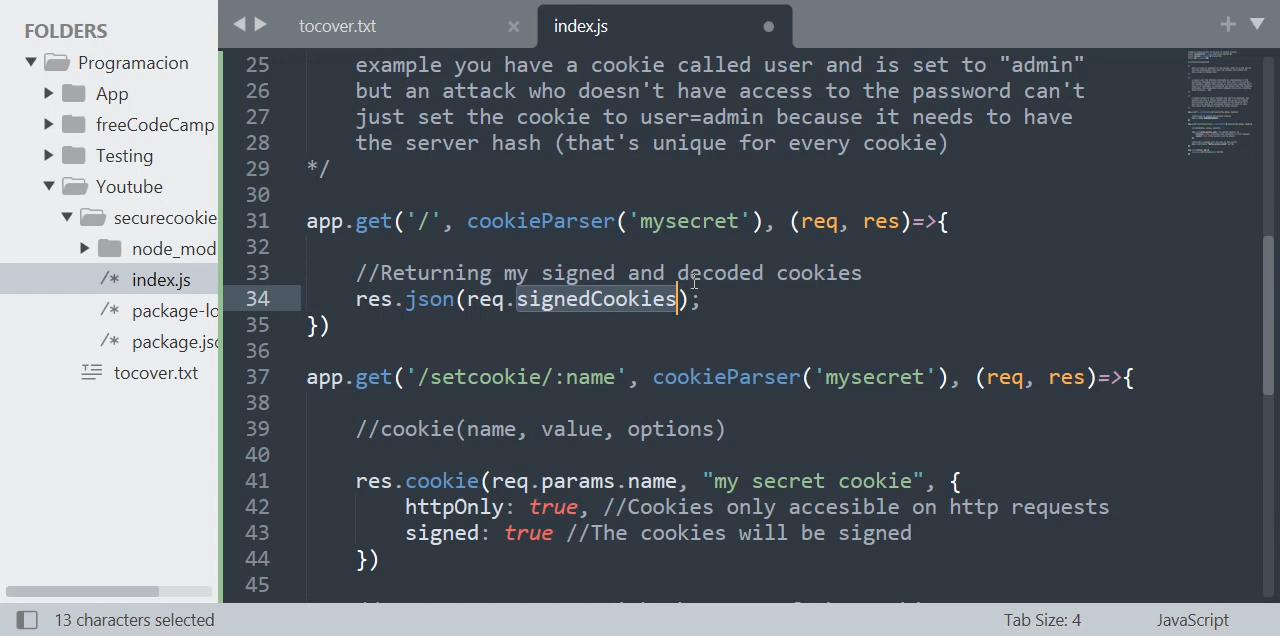 FOLDERS
Programacion
App
freeCodeCamp
Testing
Youtube
securecookie
node_mod
index.js
package-lo
package.jso
tocover.txt
tocover.txt ×
index.js
25 example you have a cookie called user and is set to "admin"
26 but an attack who doesn't have access to the password can't
27 just set the cookie to user=admin because it needs to have
28 the server hash (that's unique for every cookie)
29 */
30
31 app.get('/', cookieParser('mysecret'), (req, res)=>{
32
33 //Returning my signed and decoded cookies
34 res.json(req.signedCookies);
35 })
36
37 app.get('/setcookie/:name', cookieParser('mysecret'), (req, res)=>{
38
39 //cookie(name, value, options)
40
41 res.cookie(req.params.name, "my secret cookie", {
42 httpOnly: true, //Cookies only accesible on http requests
43 signed: true //The cookies will be signed
44 })
45
13 characters selected
Tab Size: 4
JavaScript